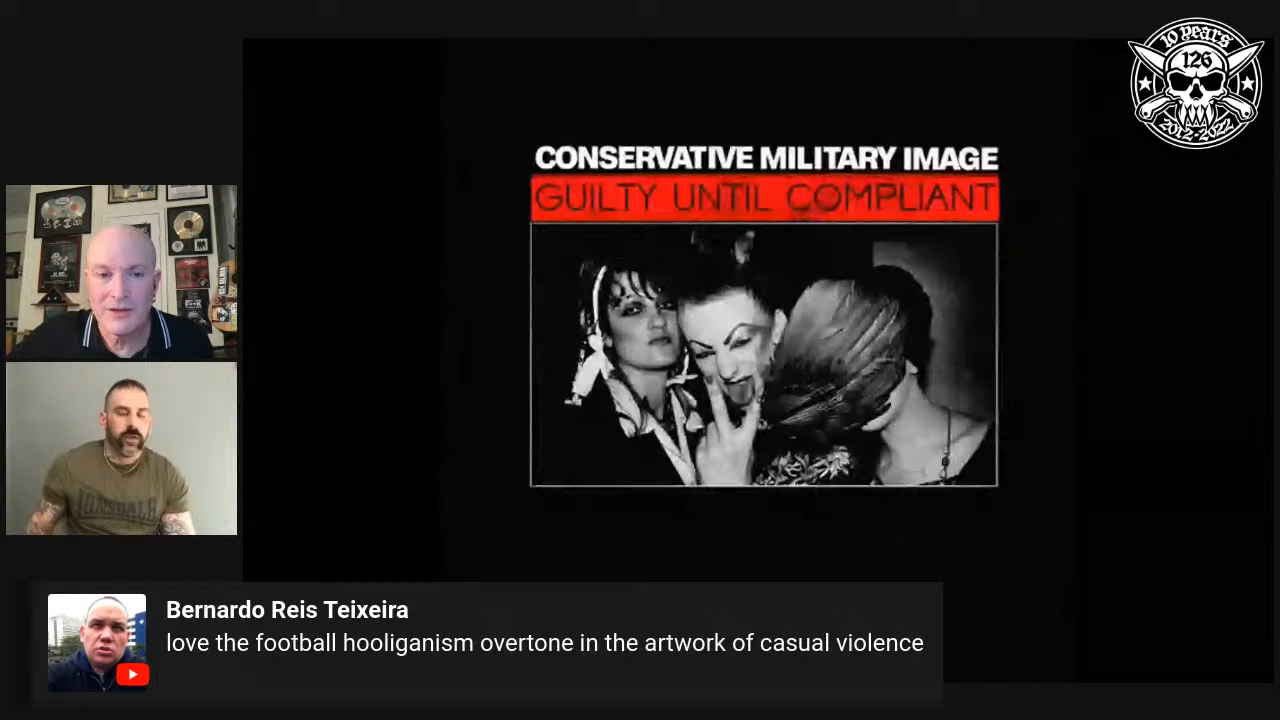 10 Years
126
2012-2022
CONSERVATIVE MILITARY IMAGE
GUILTY UNTIL COMPLIANT
LONSDALE
Bernardo Reis Teixeira
love the football hooliganism overtone in the artwork of casual violence